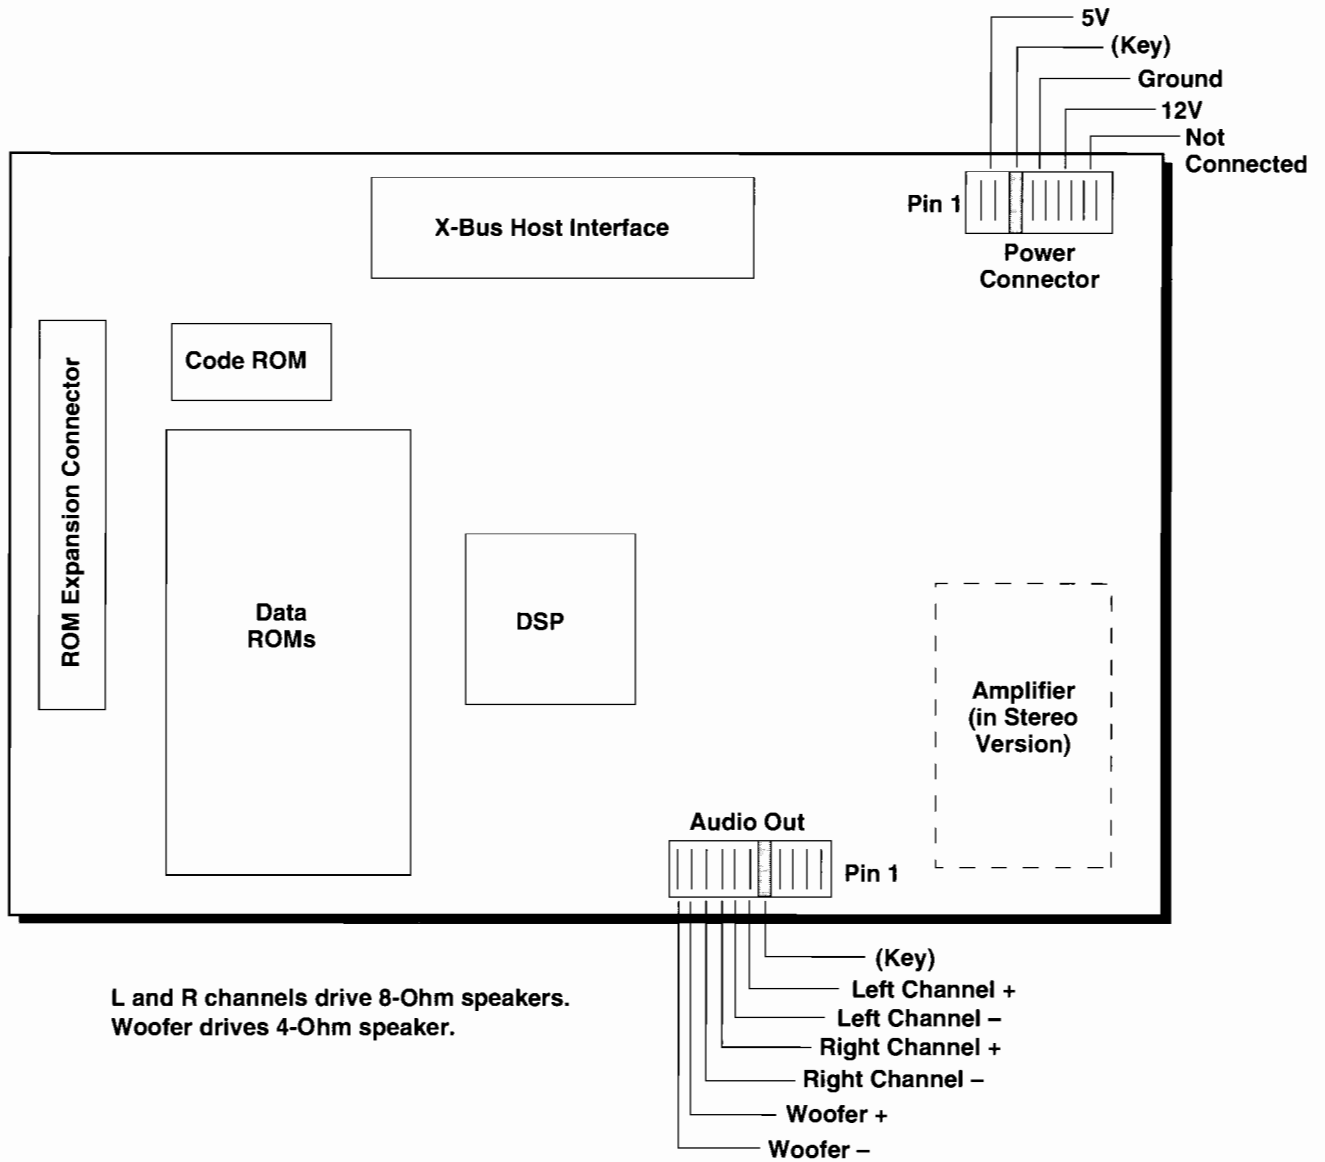 5V
(Key)
Ground
12V
Not
Connected
Pin 1
Power
Connector
X-Bus Host Interface
Code ROM
ROM Expansion Connector
Data
ROMs
DSP
Amplifier
(in Stereo
Version)
Audio Out
Pin 1
(Key)
Left Channel +
Left Channel –
Right Channel +
Right Channel –
Woofer +
Woofer –
L and R channels drive 8-Ohm speakers.
Woofer drives 4-Ohm speaker.